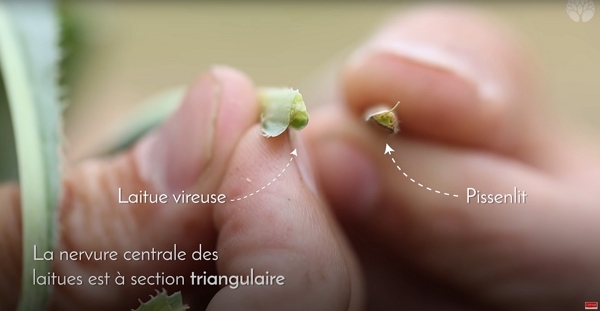 Laitue vireuse
Pissenlit
La nervure centrale des
laitues est à section triangulaire